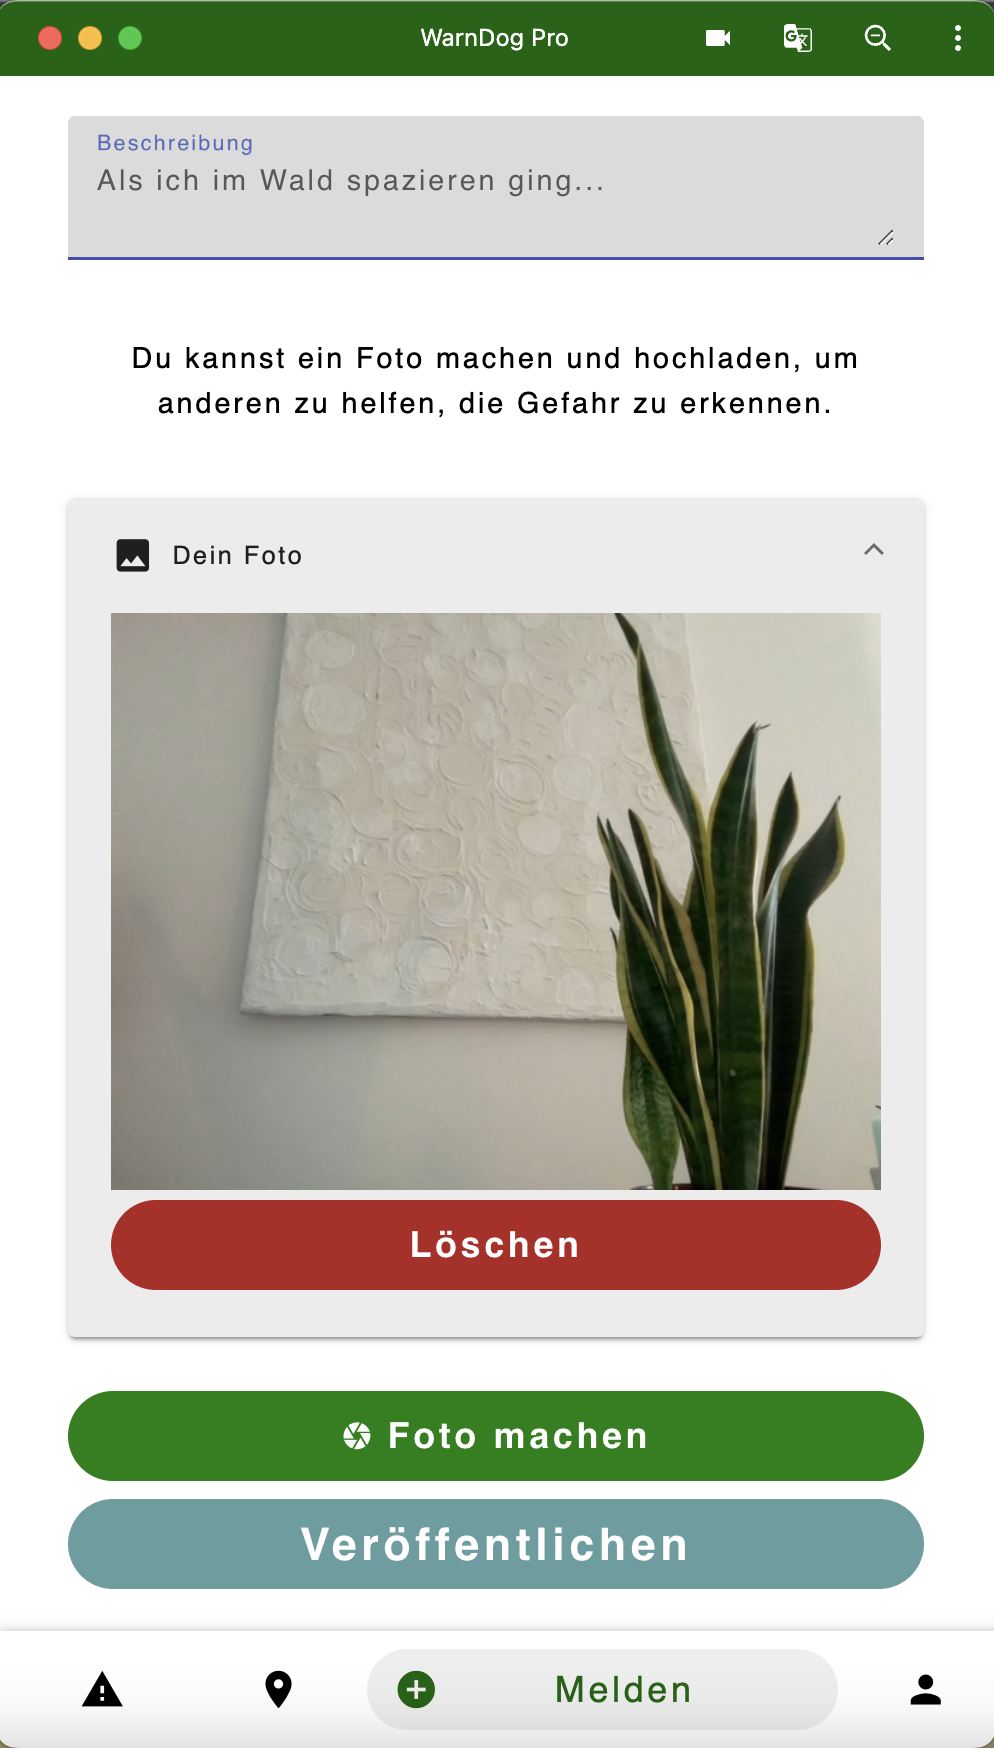 WarnDog Pro
Beschreibung
Als ich im Wald spazieren ging...
Du kannst ein Foto machen und hochladen, um
anderen zu helfen, die Gefahr zu erkennen.
Dein Foto
Löschen
Foto machen
Veröffentlichen
Melden